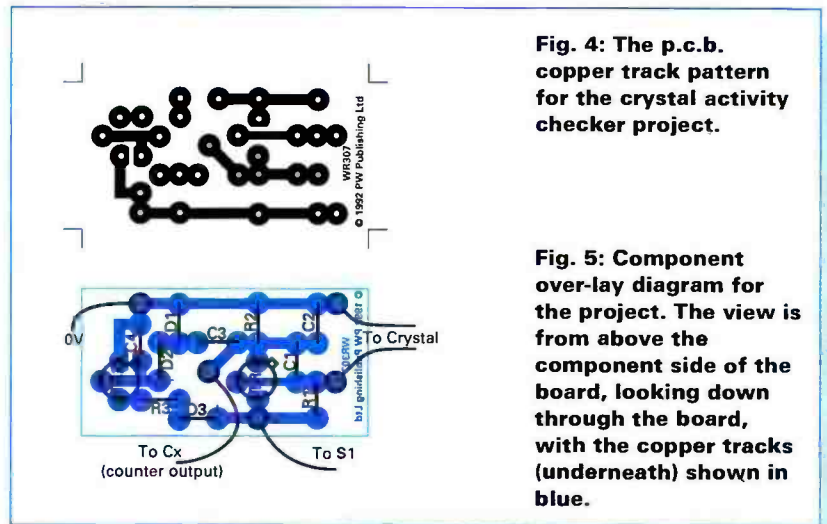 Fig. 4: The p.c.b.
copper track pattern
for the crystal activity
checker project.
WR307
© 1992 PW Publishing Ltd
Fig. 5: Component
over-lay diagram for
the project. The view is
from above the
component side of the
board, looking down
through the board,
with the copper tracks
(underneath) shown in
blue.
0V
D1
R2
C2
C3
To Crystal
D2
C1
R1
R3
D3
To Cx
(counter output)
To S1
PW Publishing Ltd